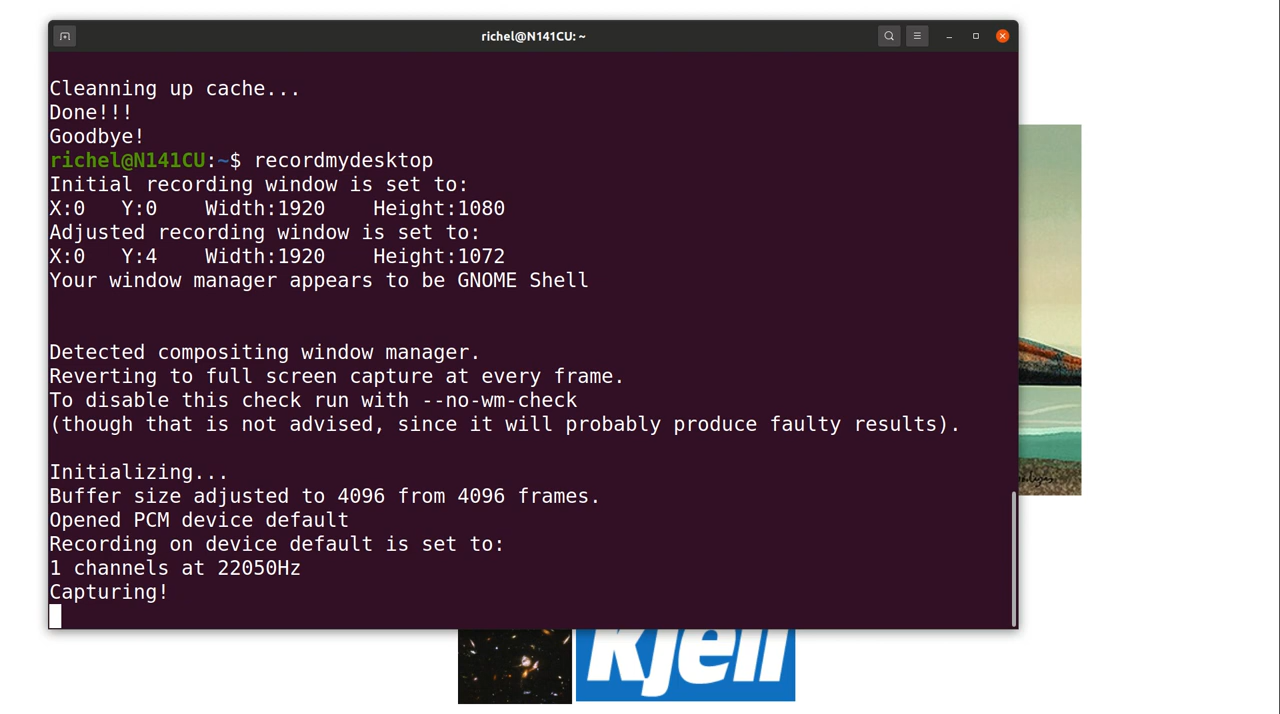 richel@N141CU: ~
Cleanning up cache...
Done!!!
Goodbye!
richel@N141CU:~$ recordmydesktop
Initial recording window is set to:
X:0   Y:0    Width:1920    Height:1080
Adjusted recording window is set to:
X:0   Y:4    Width:1920    Height:1072
Your window manager appears to be GNOME Shell
Detected compositing window manager.
Reverting to full screen capture at every frame.
To disable this check run with --no-wm-check
(though that is not advised, since it will probably produce faulty results).
Initializing...
Buffer size adjusted to 4096 from 4096 frames.
Opened PCM device default
Recording on device default is set to:
1 channels at 22050Hz
Capturing!
kjell